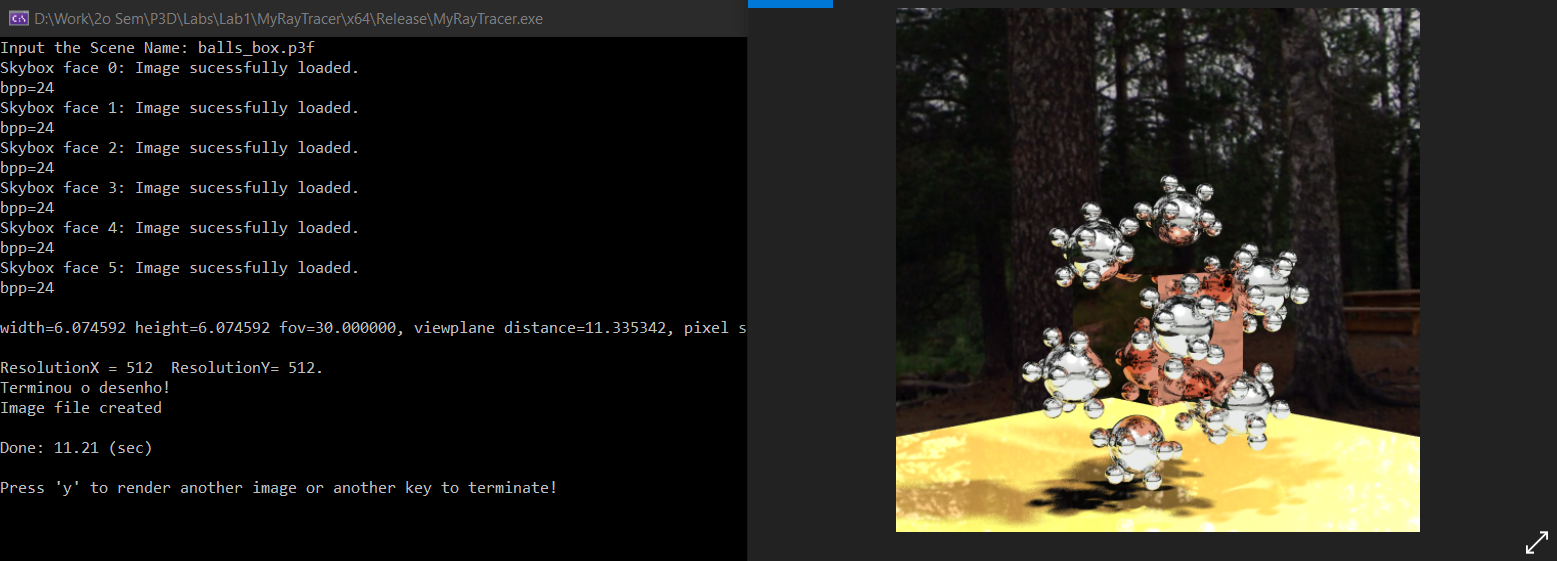 D:\Work\2o Sem\P3D\Labs\Lab1\MyRayTracer\x64\Release\MyRayTracer.exe
Input the Scene Name: balls_box.p3f
Skybox face 0: Image sucessfully loaded.
bpp=24
Skybox face 1: Image sucessfully loaded.
bpp=24
Skybox face 2: Image sucessfully loaded.
bpp=24
Skybox face 3: Image sucessfully loaded.
bpp=24
Skybox face 4: Image sucessfully loaded.
bpp=24
Skybox face 5: Image sucessfully loaded.
bpp=24
width=6.074592 height=6.074592 fov=30.000000, viewplane distance=11.335342, pixel s
ResolutionX = 512  ResolutionY= 512.
Terminou o desenho!
Image file created
Done: 11.21 (sec)
Press 'y' to render another image or another key to terminate!